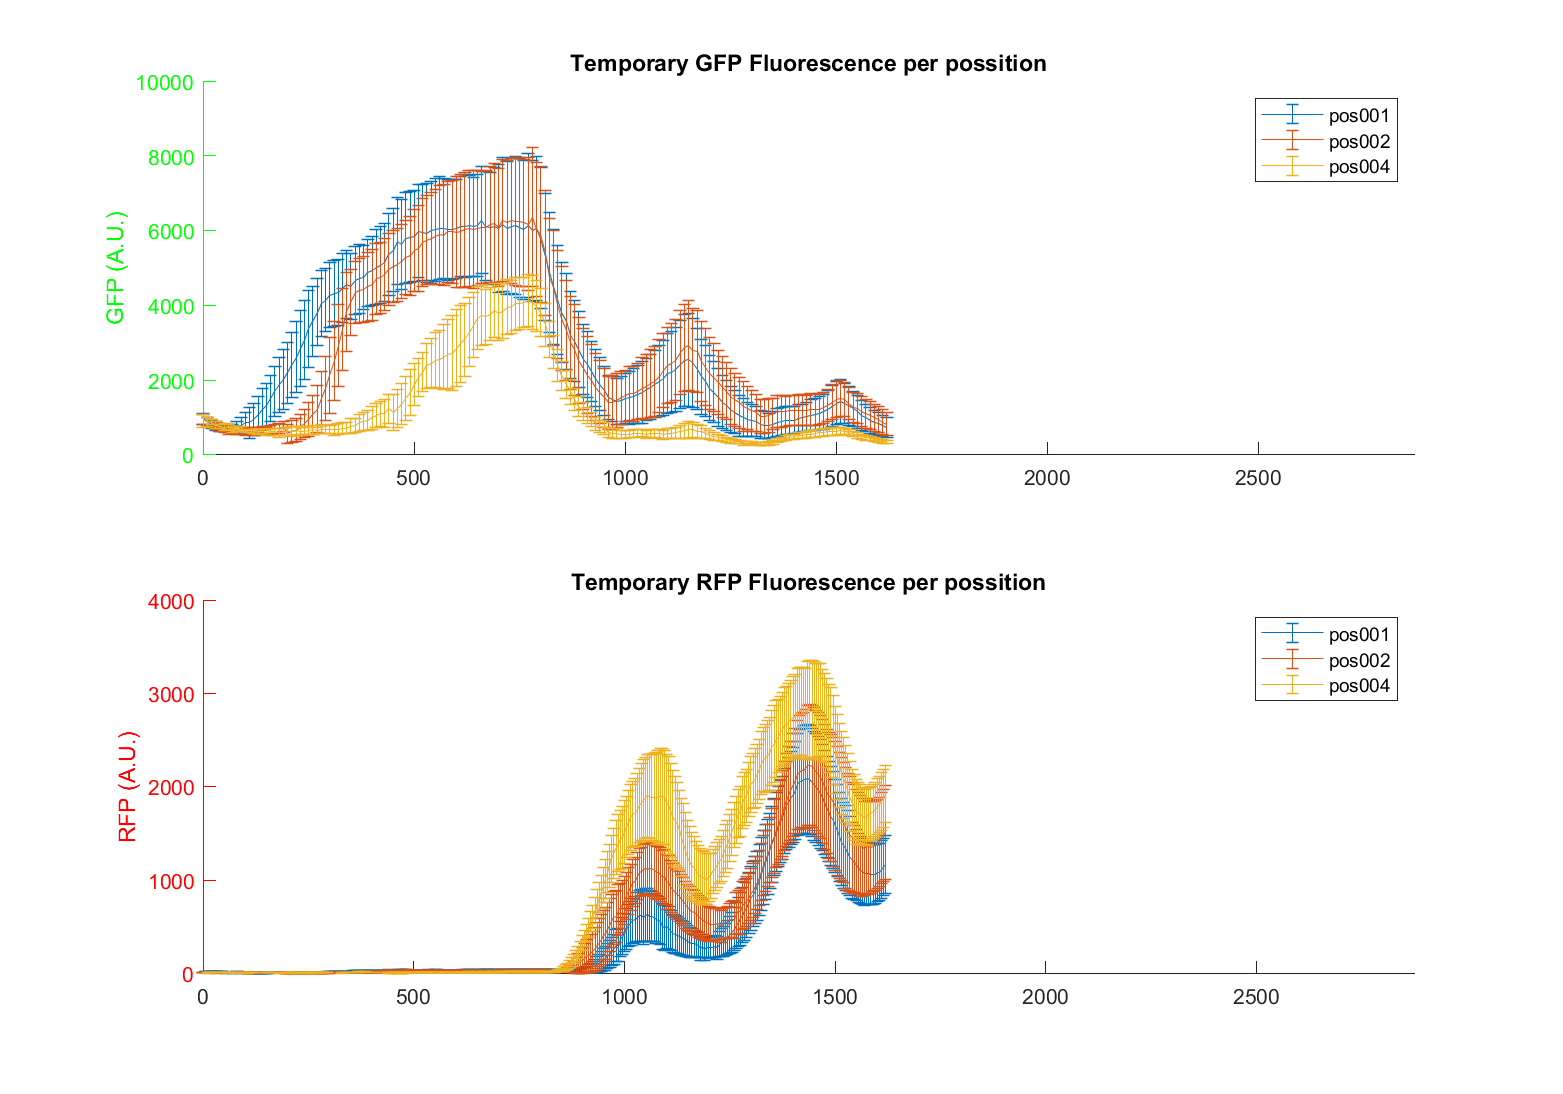 Temporary GFP Fluorescence per possition
10000
8000
6000
4000
2000
0
GFP (A.U.)
0 500 1000 1500 2000 2500
pos001
pos002
pos004
Temporary RFP Fluorescence per possition
4000
3000
2000
1000
0
RFP (A.U.)
0 500 1000 1500 2000 2500
pos001
pos002
pos004